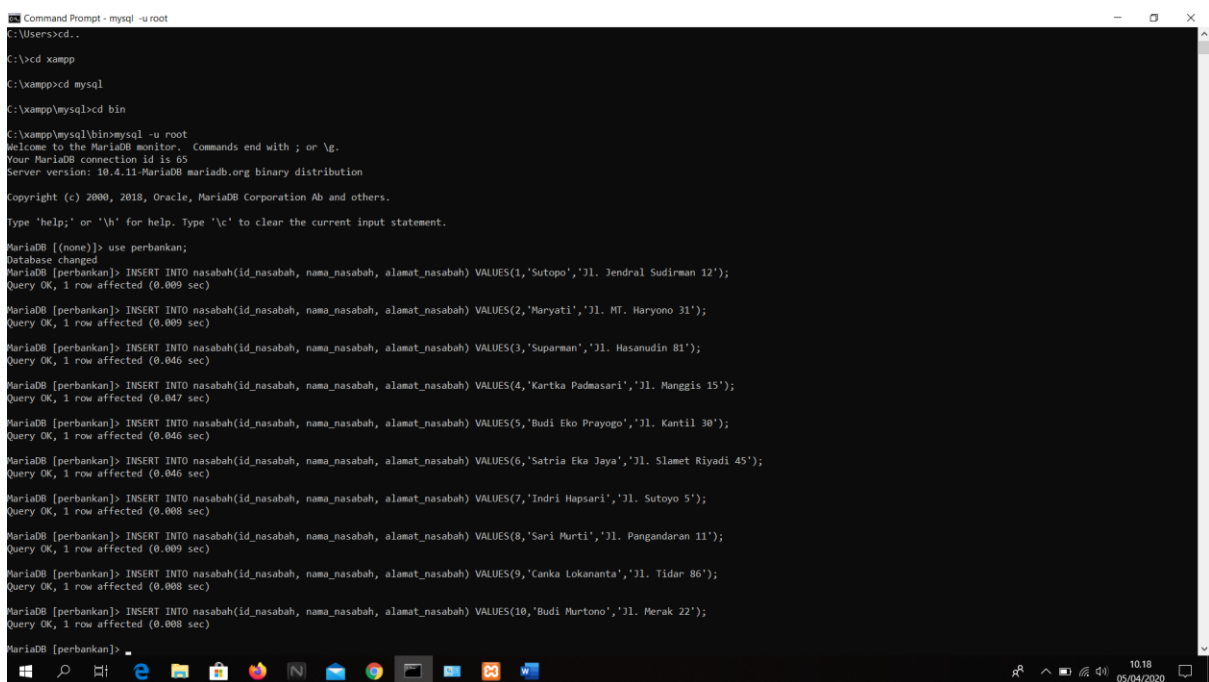 Command Prompt - mysql -u root
C:\Users>cd..
C:\>cd xampp
C:\xampp>cd mysql
C:\xampp\mysql>cd bin
C:\xampp\mysql\bin>mysql -u root
Welcome to the MariaDB monitor.  Commands end with ; or \g.
Your MariaDB connection id is 65
Server version: 10.4.11-MariaDB mariadb.org binary distribution
Copyright (c) 2000, 2018, Oracle, MariaDB Corporation Ab and others.
Type 'help;' or '\h' for help. Type '\c' to clear the current input statement.
MariaDB [(none)]> use perbankan;
Database changed
MariaDB [perbankan]> INSERT INTO nasabah(id_nasabah, nama_nasabah, alamat_nasabah) VALUES(1,'Sutopo','Jl. Jendral Sudirman 12');
Query OK, 1 row affected (0.009 sec)
MariaDB [perbankan]> INSERT INTO nasabah(id_nasabah, nama_nasabah, alamat_nasabah) VALUES(2,'Maryati','Jl. MT. Haryono 31');
Query OK, 1 row affected (0.009 sec)
MariaDB [perbankan]> INSERT INTO nasabah(id_nasabah, nama_nasabah, alamat_nasabah) VALUES(3,'Suparman','Jl. Hasanudin 81');
Query OK, 1 row affected (0.046 sec)
MariaDB [perbankan]> INSERT INTO nasabah(id_nasabah, nama_nasabah, alamat_nasabah) VALUES(4,'Kartka Padmasari','Jl. Manggis 15');
Query OK, 1 row affected (0.047 sec)
MariaDB [perbankan]> INSERT INTO nasabah(id_nasabah, nama_nasabah, alamat_nasabah) VALUES(5,'Budi Eko Prayogo','Jl. Kantil 30');
Query OK, 1 row affected (0.046 sec)
MariaDB [perbankan]> INSERT INTO nasabah(id_nasabah, nama_nasabah, alamat_nasabah) VALUES(6,'Satria Eka Jaya','Jl. Slamet Riyadi 45');
Query OK, 1 row affected (0.046 sec)
MariaDB [perbankan]> INSERT INTO nasabah(id_nasabah, nama_nasabah, alamat_nasabah) VALUES(7,'Indri Hapsari','Jl. Sutoyo 5');
Query OK, 1 row affected (0.008 sec)
MariaDB [perbankan]> INSERT INTO nasabah(id_nasabah, nama_nasabah, alamat_nasabah) VALUES(8,'Sari Murti','Jl. Pangandaran 11');
Query OK, 1 row affected (0.009 sec)
MariaDB [perbankan]> INSERT INTO nasabah(id_nasabah, nama_nasabah, alamat_nasabah) VALUES(9,'Canka Lokananta','Jl. Tidar 86');
Query OK, 1 row affected (0.008 sec)
MariaDB [perbankan]> INSERT INTO nasabah(id_nasabah, nama_nasabah, alamat_nasabah) VALUES(10,'Budi Murtono','Jl. Merak 22');
Query OK, 1 row affected (0.008 sec)
MariaDB [perbankan]>
10.18
05/04/2020